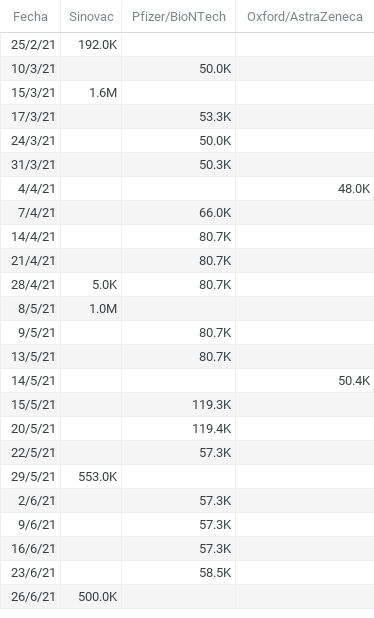 Fecha Sinovac Pfizer/BioNTech Oxford/AstraZeneca
25/2/21 192.0K
10/3/21 50.0K
15/3/21 1.6M
17/3/21 53.3K
24/3/21 50.0K
31/3/21 50.3K
4/4/21 48.0K
7/4/21 66.0K
14/4/21 80.7K
21/4/21 80.7K
28/4/21 5.0K 80.7K
8/5/21 1.0M
9/5/21 80.7K
13/5/21 80.7K
14/5/21 50.4K
15/5/21 119.3K
20/5/21 119.4K
22/5/21 57.3K
29/5/21 553.0K
2/6/21 57.3K
9/6/21 57.3K
16/6/21 57.3K
23/6/21 58.5K
26/6/21 500.0K